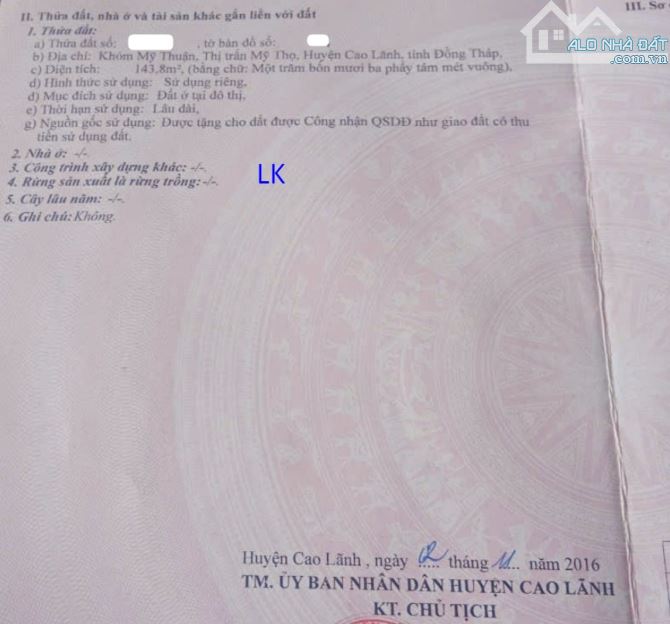 II. Thửa đất, nhà ở và tài sản khác gắn liền với đất
III. Sơ
ALO NHÀ ĐẤT
.com.vn
1. Thửa đất:
a) Thửa đất số: , tờ bản đồ số:
b) Địa chỉ: Khóm Mỹ Thuận, Thị trấn Mỹ Thọ, Huyện Cao Lãnh, tỉnh Đồng Tháp,
c) Diện tích: 143,8m², (bằng chữ: Một trăm bốn mươi ba phẩy tám mét vuông),
d) Hình thức sử dụng: Sử dụng riêng,
đ) Mục đích sử dụng: Đất ở tại đô thị,
e) Thời hạn sử dụng: Lâu dài,
g) Nguồn gốc sử dụng: Được tặng cho đất được Công nhận QSDĐ như giao đất có thu
tiền sử dụng đất.
2. Nhà ở: -/-.
3. Công trình xây dựng khác: -/-.
4. Rừng sản xuất là rừng trồng: -/-.
LK
5. Cây lâu năm: -/-.
6. Ghi chú: Không.
Huyện Cao Lãnh , ngày 02 tháng 11 năm 2016
TM. ỦY BAN NHÂN DÂN HUYỆN CAO LÃNH
KT. CHỦ TỊCH